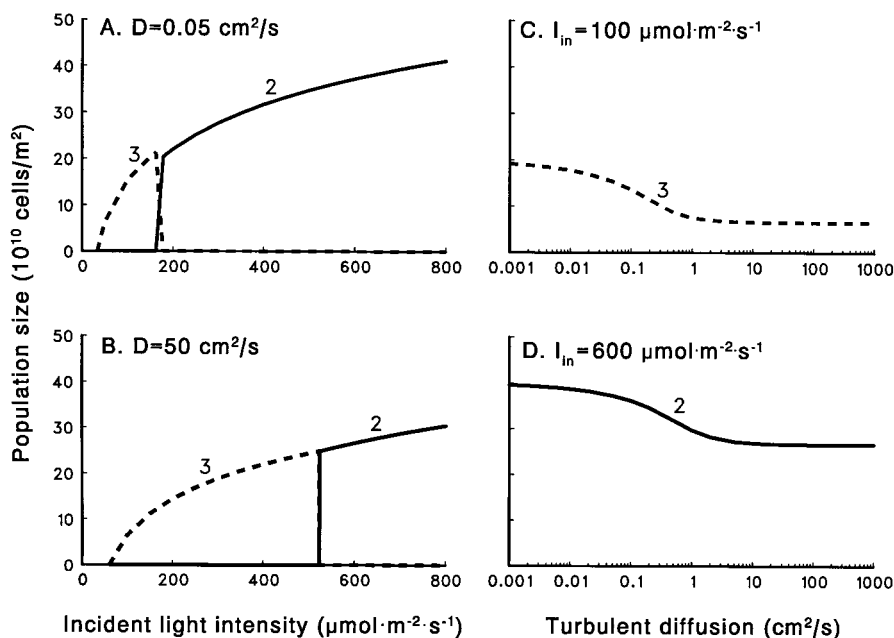 A. D=0.05 cm²/s
50
40
30
20
10
0
2
3
0 200 400 600 800
C. Iin=100 µmol·m⁻²·s⁻¹
3
0.001 0.01 0.1 1 10 100 1000
Population size (10¹⁰ cells/m²)
B. D=50 cm²/s
50
40
30
20
10
0
3
2
0 200 400 600 800
Incident light intensity (µmol·m⁻²·s⁻¹)
D. Iin=600 µmol·m⁻²·s⁻¹
2
0.001 0.01 0.1 1 10 100 1000
Turbulent diffusion (cm²/s)